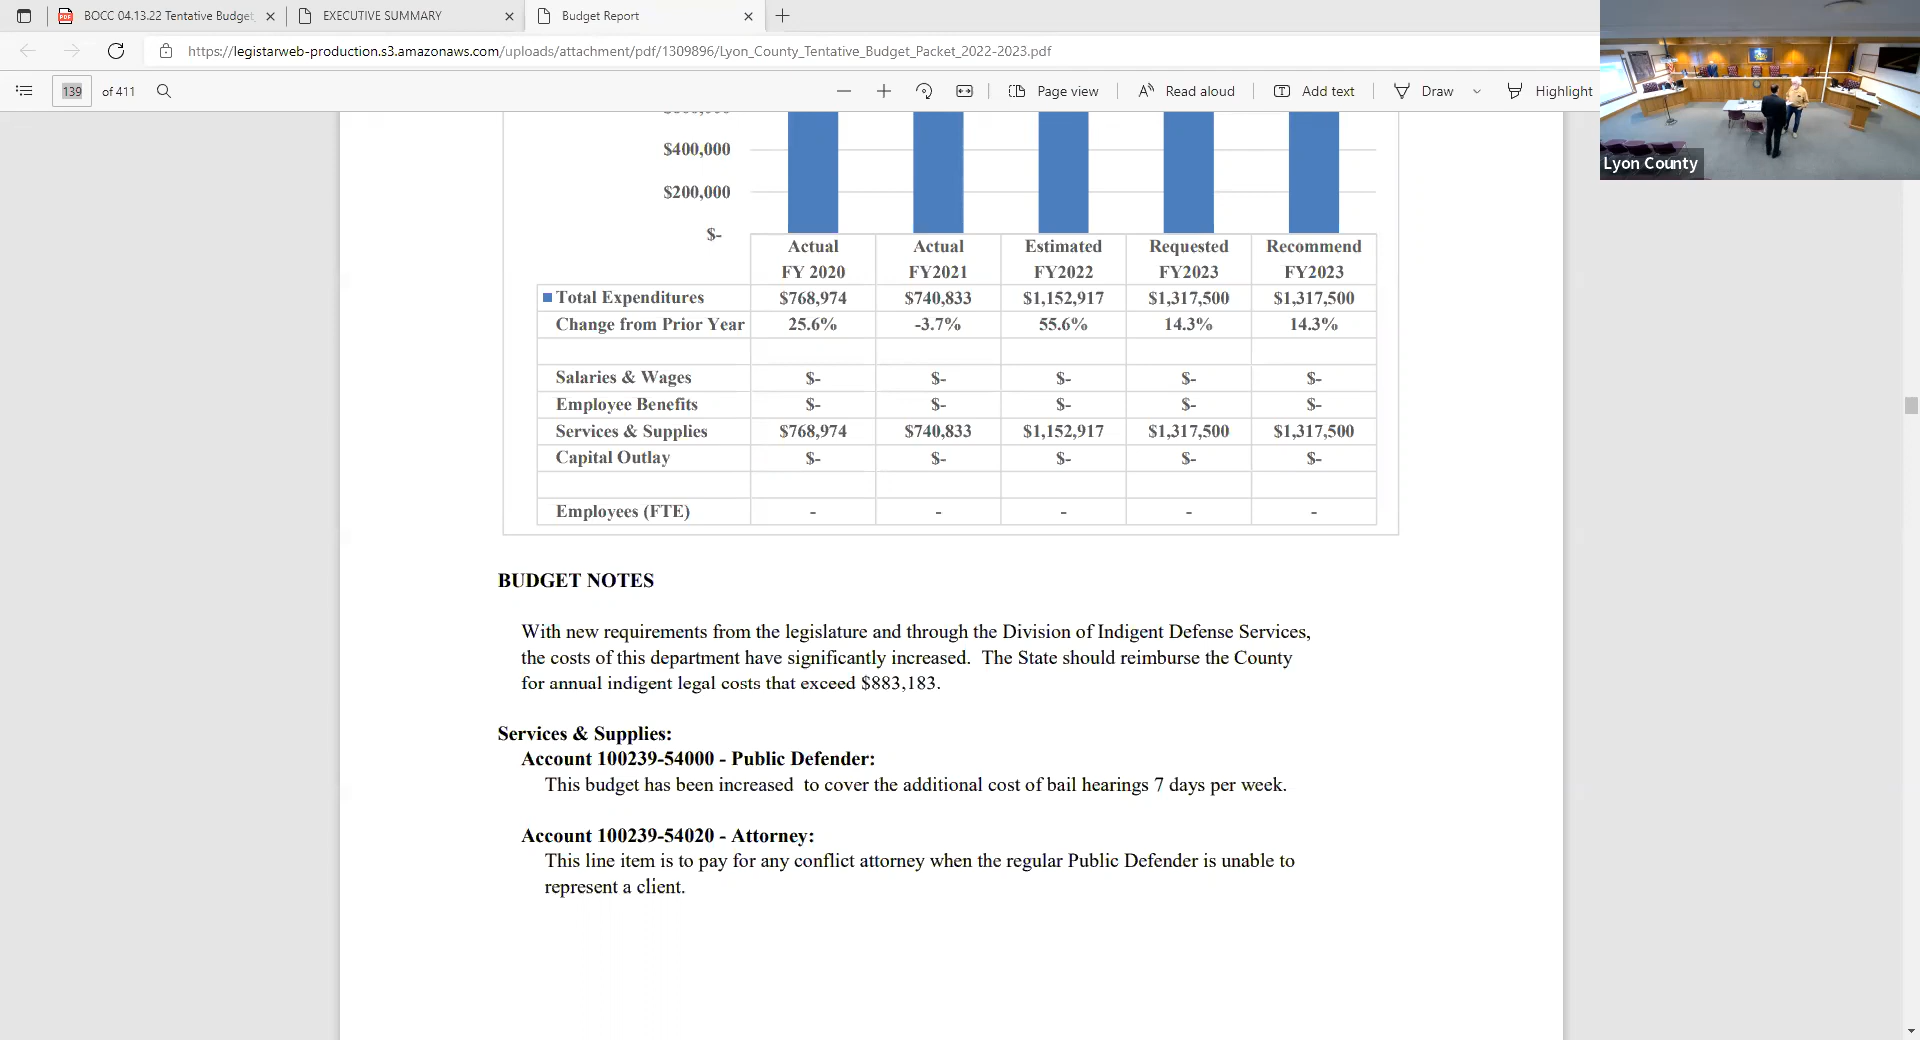 BOCC 04.13.22 Tentative Budget
EXECUTIVE SUMMARY
Budget Report
https://legistarweb-production.s3.amazonaws.com/uploads/attachment/pdf/1309896/Lyon_County_Tentative_Budget_Packet_2022-2023.pdf
139 of 411
Page view
Read aloud
Add text
Draw
Highlight
Lyon County
$400,000
$200,000
$-
Actual Actual Estimated Requested Recommend
FY 2020 FY2021 FY2022 FY2023 FY2023
Total Expenditures $768,974 $740,833 $1,152,917 $1,317,500 $1,317,500
Change from Prior Year 25.6% -3.7% 55.6% 14.3% 14.3%
Salaries & Wages $- $- $- $- $-
Employee Benefits $- $- $- $- $-
Services & Supplies $768,974 $740,833 $1,152,917 $1,317,500 $1,317,500
Capital Outlay $- $- $- $- $-
Employees (FTE) - - - - -
BUDGET NOTES
With new requirements from the legislature and through the Division of Indigent Defense Services,
the costs of this department have significantly increased. The State should reimburse the County
for annual indigent legal costs that exceed $883,183.
Services & Supplies:
Account 100239-54000 - Public Defender:
This budget has been increased to cover the additional cost of bail hearings 7 days per week.
Account 100239-54020 - Attorney:
This line item is to pay for any conflict attorney when the regular Public Defender is unable to
represent a client.